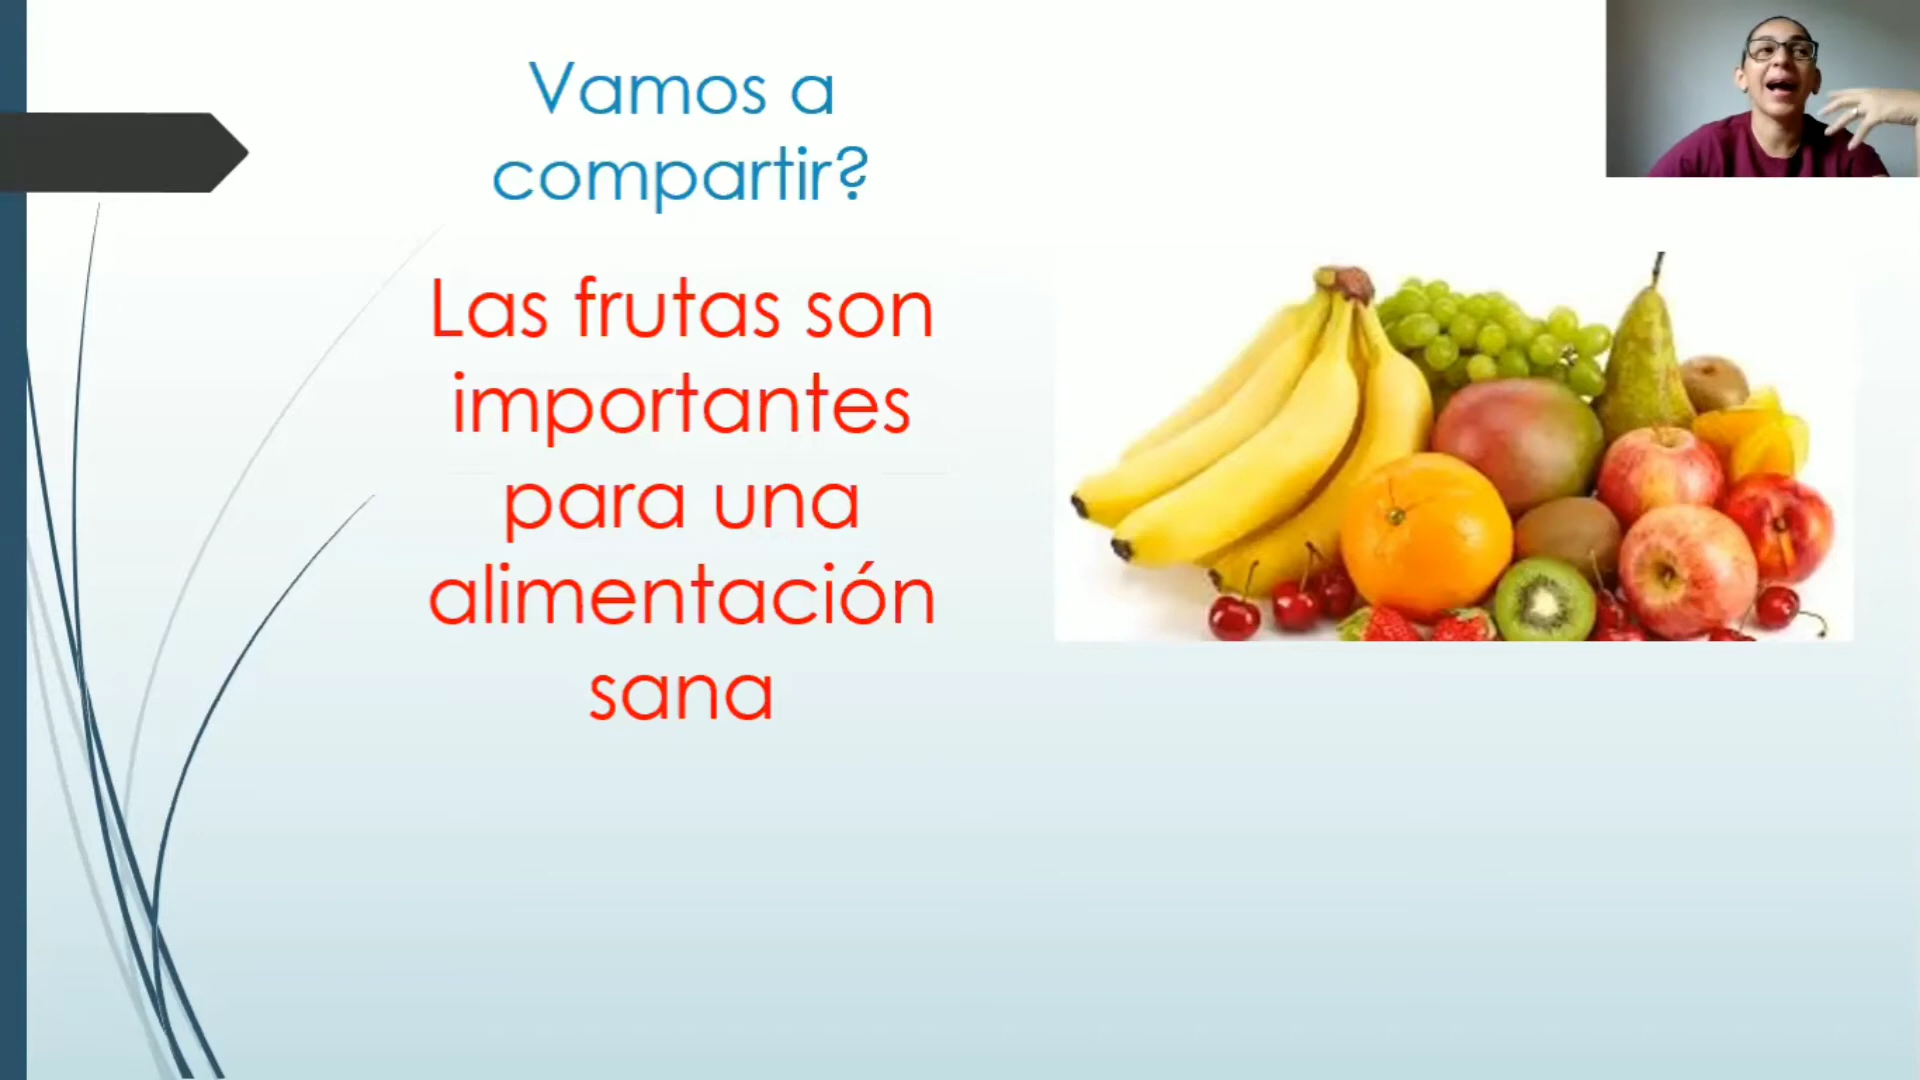 Vamos a
compartir?
Las frutas son
importantes
para una
alimentación
sana